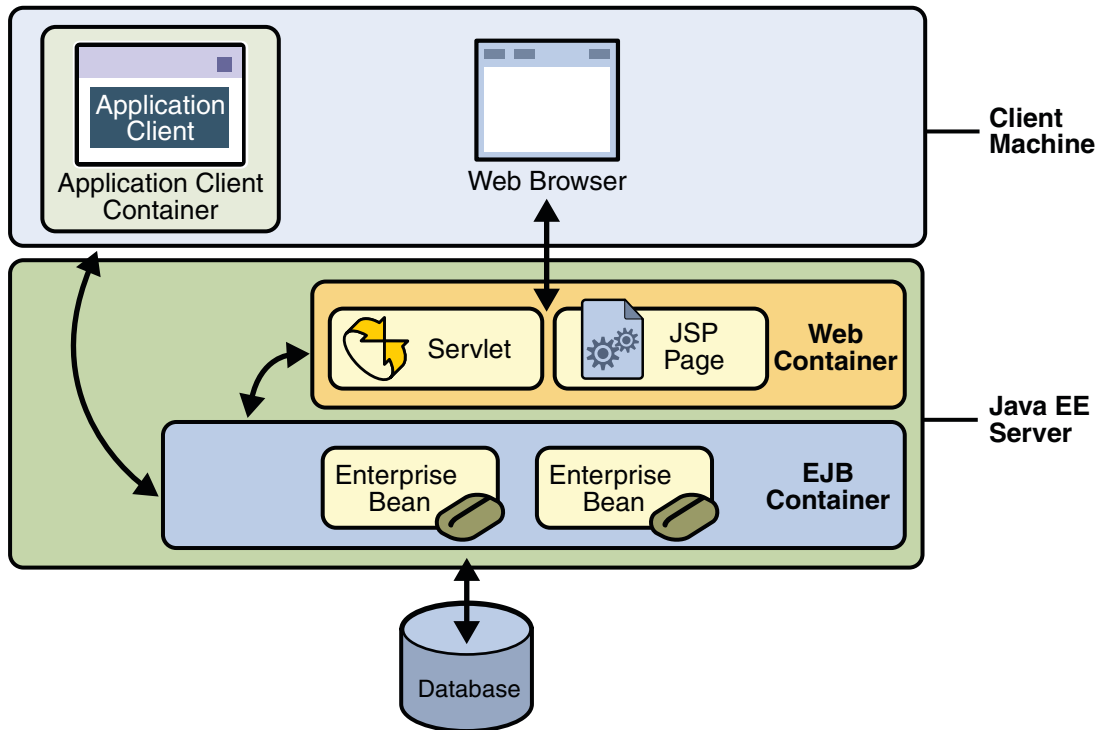 Application
Client
Application Client
Container
Web Browser
Client
Machine
Servlet
JSP
Page
Web
Container
Java EE
Server
Enterprise
Bean
Enterprise
Bean
EJB
Container
Database